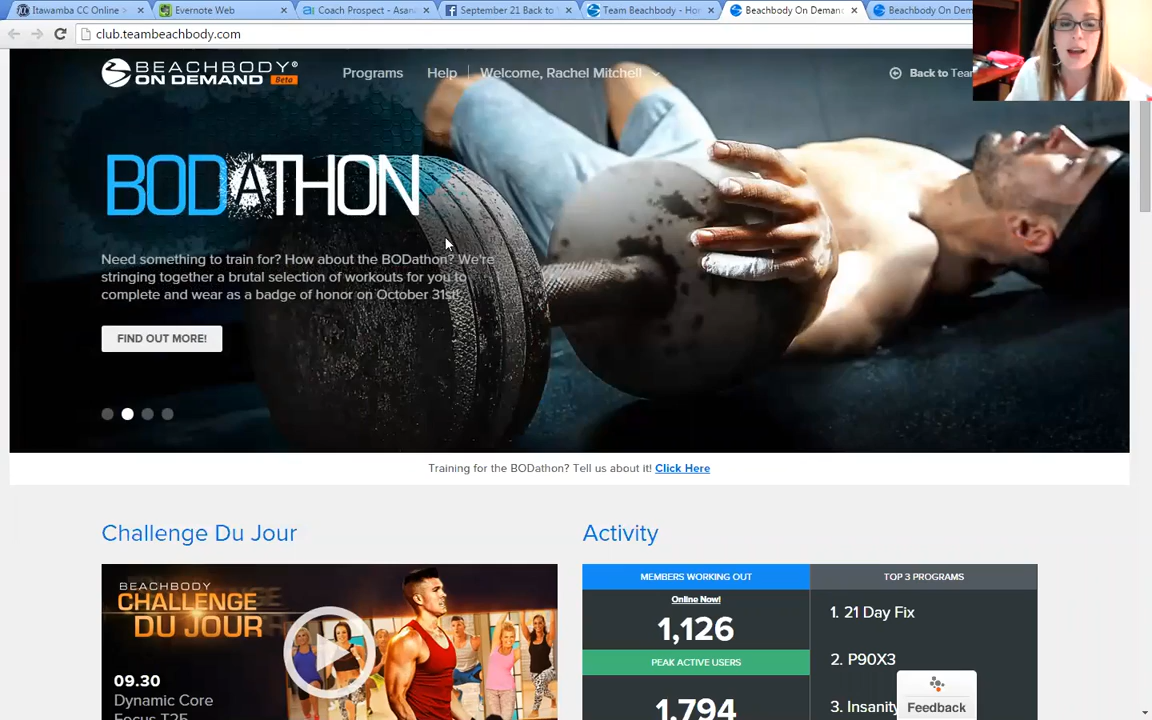 Itawamba CC Online
Evernote Web
Coach Prospect - Asan
September 21 Back to
Team Beachbody - Ho
Beachbody On Deman
Beachbody On Dem
club.teambeachbody.com
BEACHBODY®
ON DEMAND Beta
Programs
Help
Welcome, Rachel Mitchell
Back to Tea
BODATHON
Need something to train for? How about the BODathon? We're
stringing together a brutal selection of workouts for you to
complete and wear as a badge of honor on October 31st!
FIND OUT MORE!
Training for the BODathon? Tell us about it! Click Here
Challenge Du Jour
BEACHBODY
CHALLENGE
DU JOUR
09.30
Dynamic Core
Focus T25
Activity
MEMBERS WORKING OUT
Online Now!
1,126
PEAK ACTIVE USERS
1,794
TOP 3 PROGRAMS
1. 21 Day Fix
2. P90X3
3. Insanity
Feedback